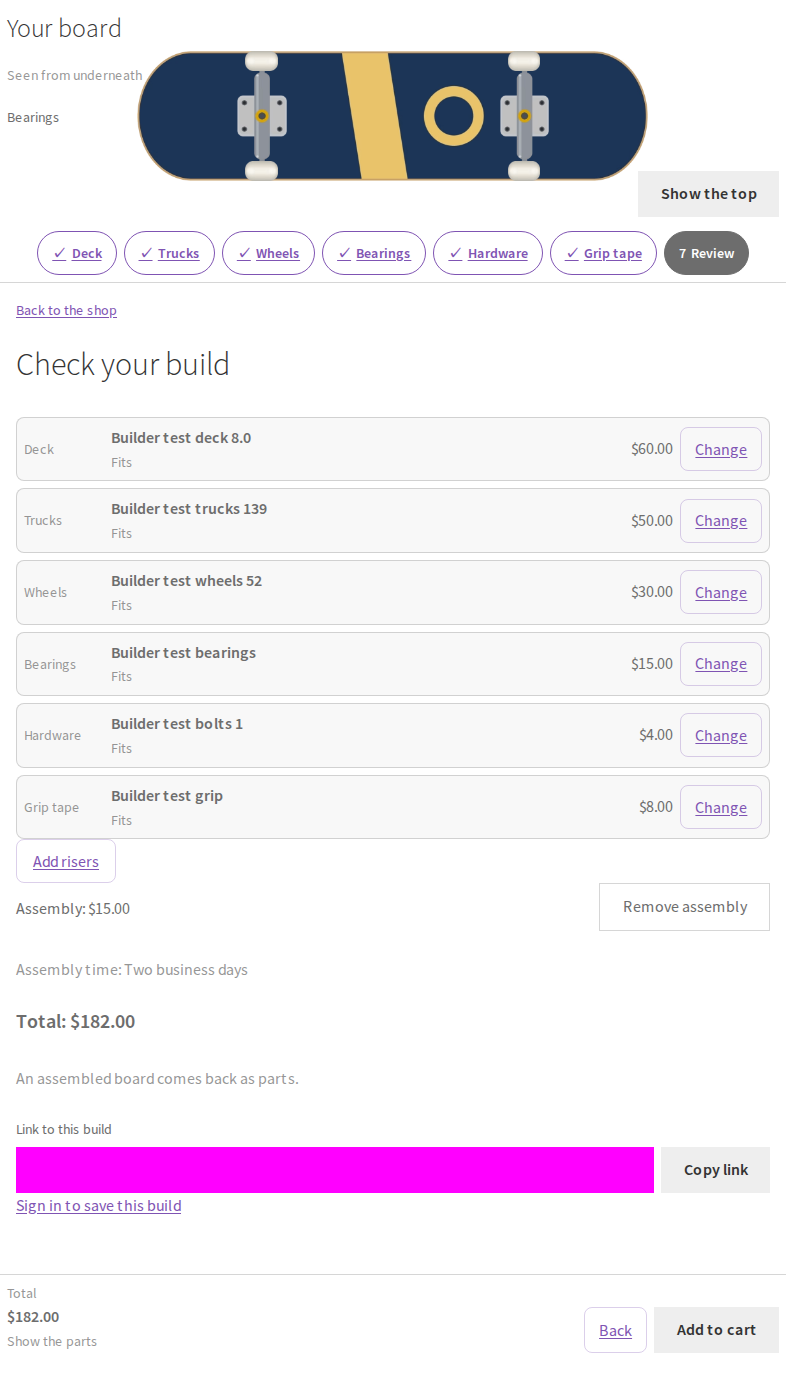 Your board
Seen from underneath
Bearings
Show the top
✓ Deck
✓ Trucks
✓ Wheels
✓ Bearings
✓ Hardware
✓ Grip tape
7 Review
Back to the shop
Check your build
Deck
Builder test deck 8.0
Fits
$60.00
Change
Trucks
Builder test trucks 139
Fits
$50.00
Change
Wheels
Builder test wheels 52
Fits
$30.00
Change
Bearings
Builder test bearings
Fits
$15.00
Change
Hardware
Builder test bolts 1
Fits
$4.00
Change
Grip tape
Builder test grip
Fits
$8.00
Change
Add risers
Assembly: $15.00
Remove assembly
Assembly time: Two business days
Total: $182.00
An assembled board comes back as parts.
Link to this build
Copy link
Sign in to save this build
Total
$182.00
Show the parts
Back
Add to cart